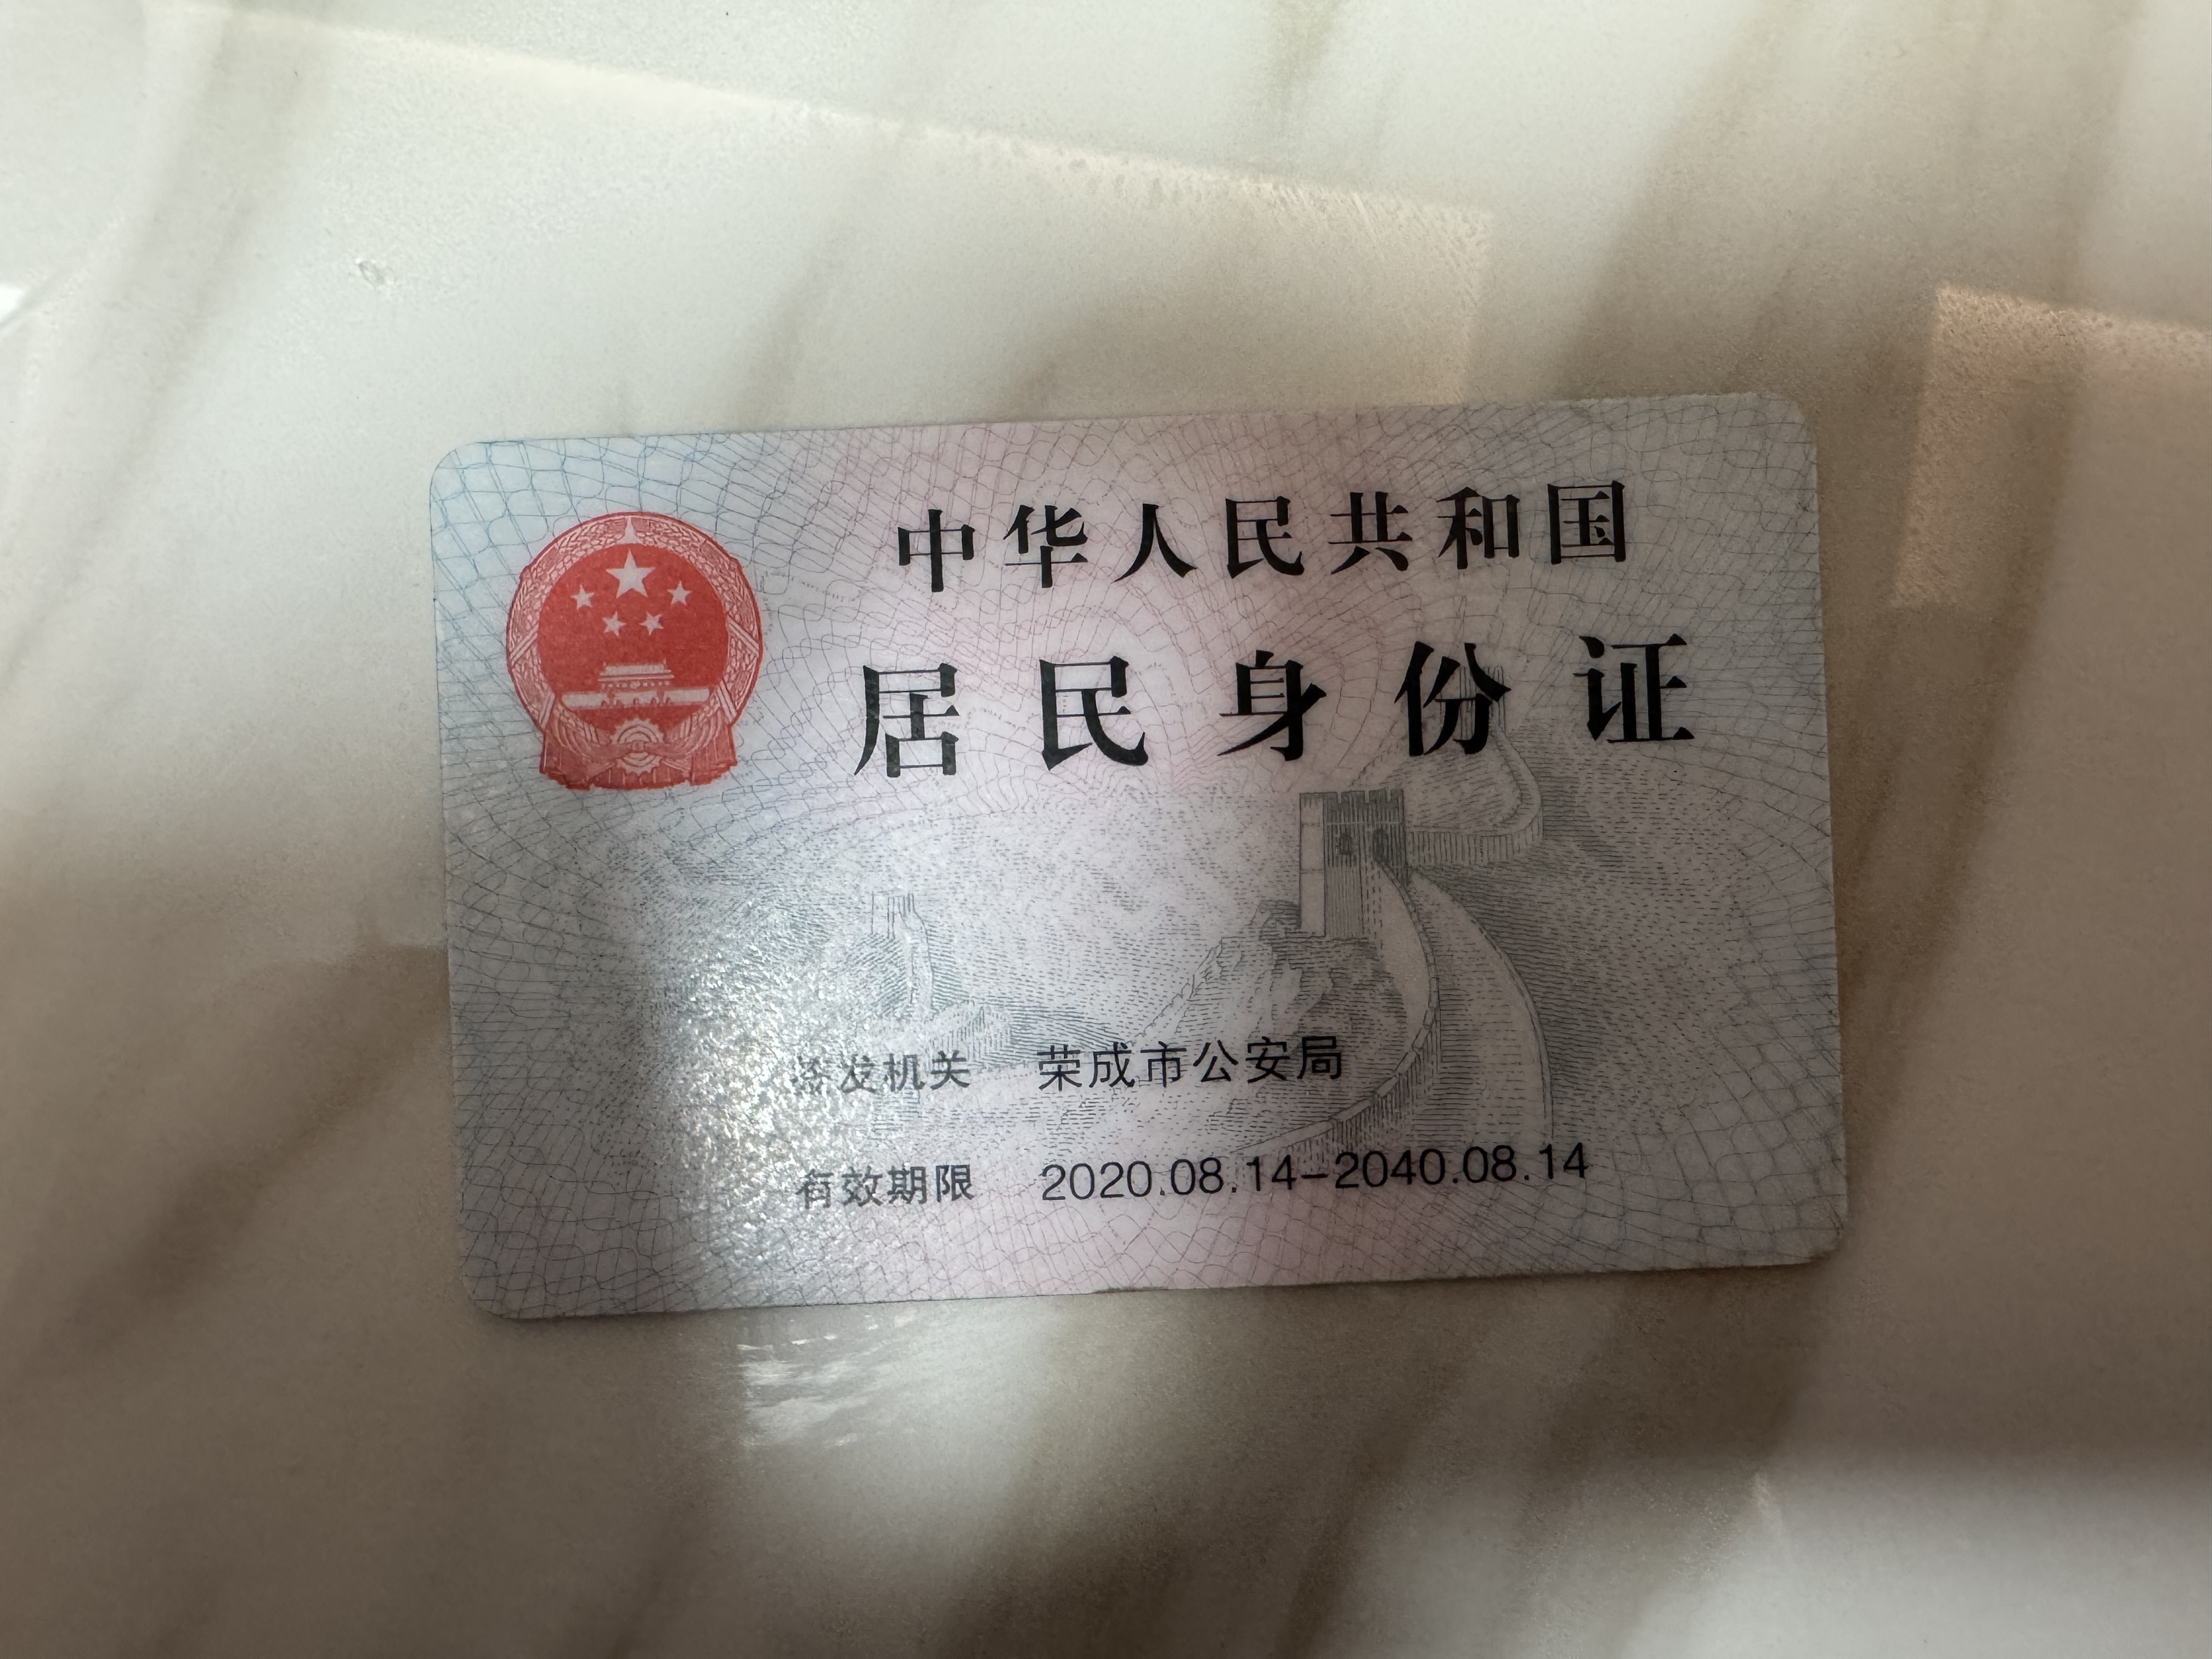 中华人民共和国
居民身份证
签发机关 荣成市公安局
有效期限 2020.08.14-2040.08.14